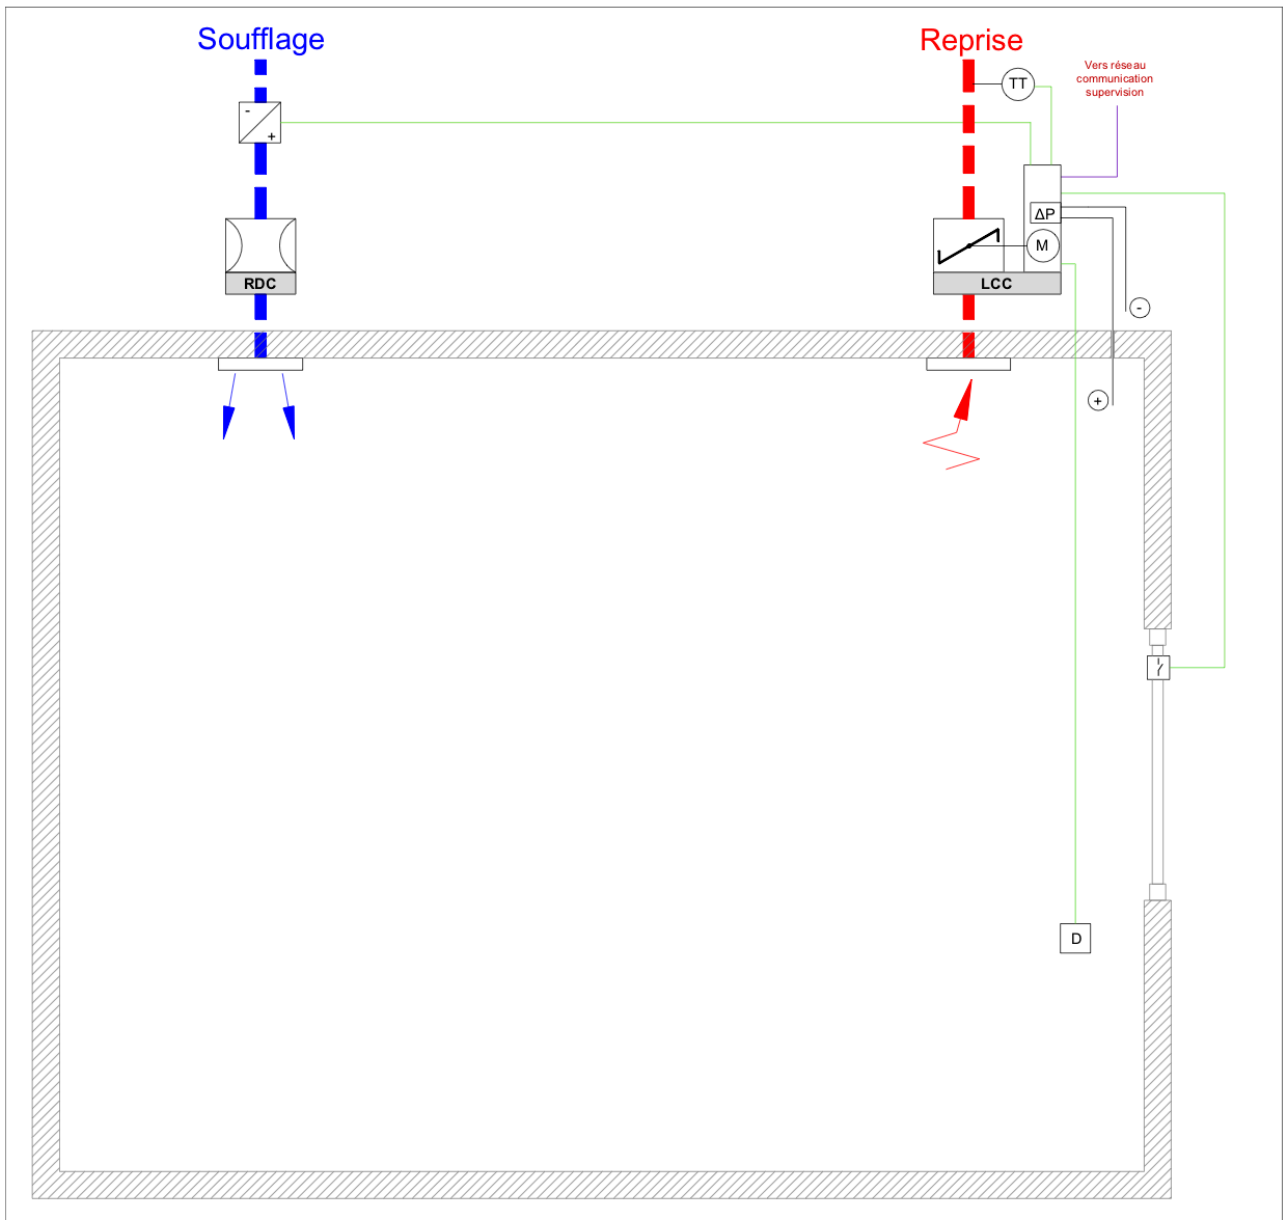 Soufflage
Reprise
TT
Vers réseau
communication
supervision
-
+
ΔP
M
RDC
LCC
-
+
D